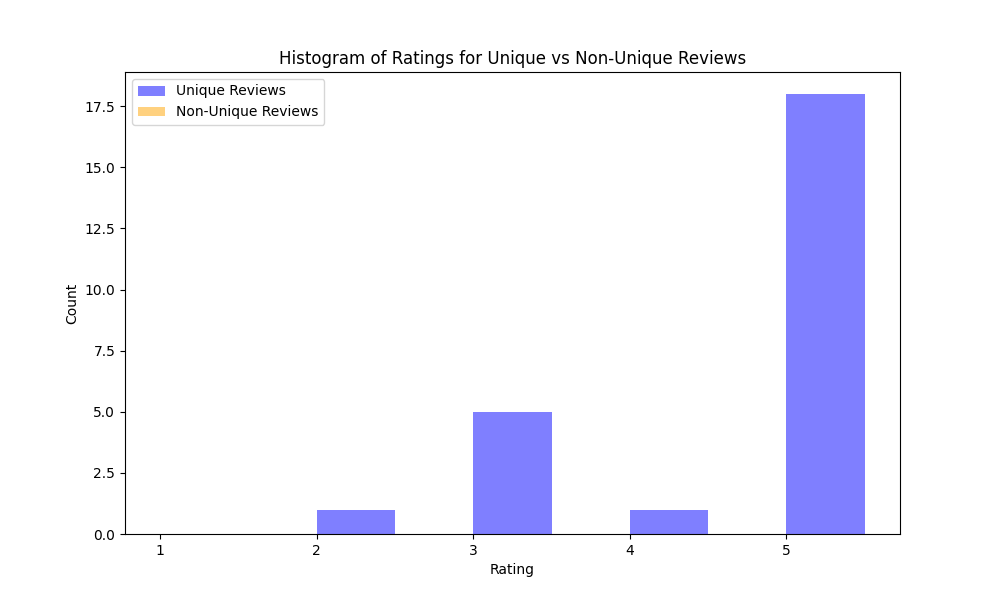 Histogram of Ratings for Unique vs Non-Unique Reviews
Unique Reviews
Non-Unique Reviews
17.5
15.0
12.5
10.0
7.5
5.0
2.5
0.0
Count
1 2 3 4 5
Rating